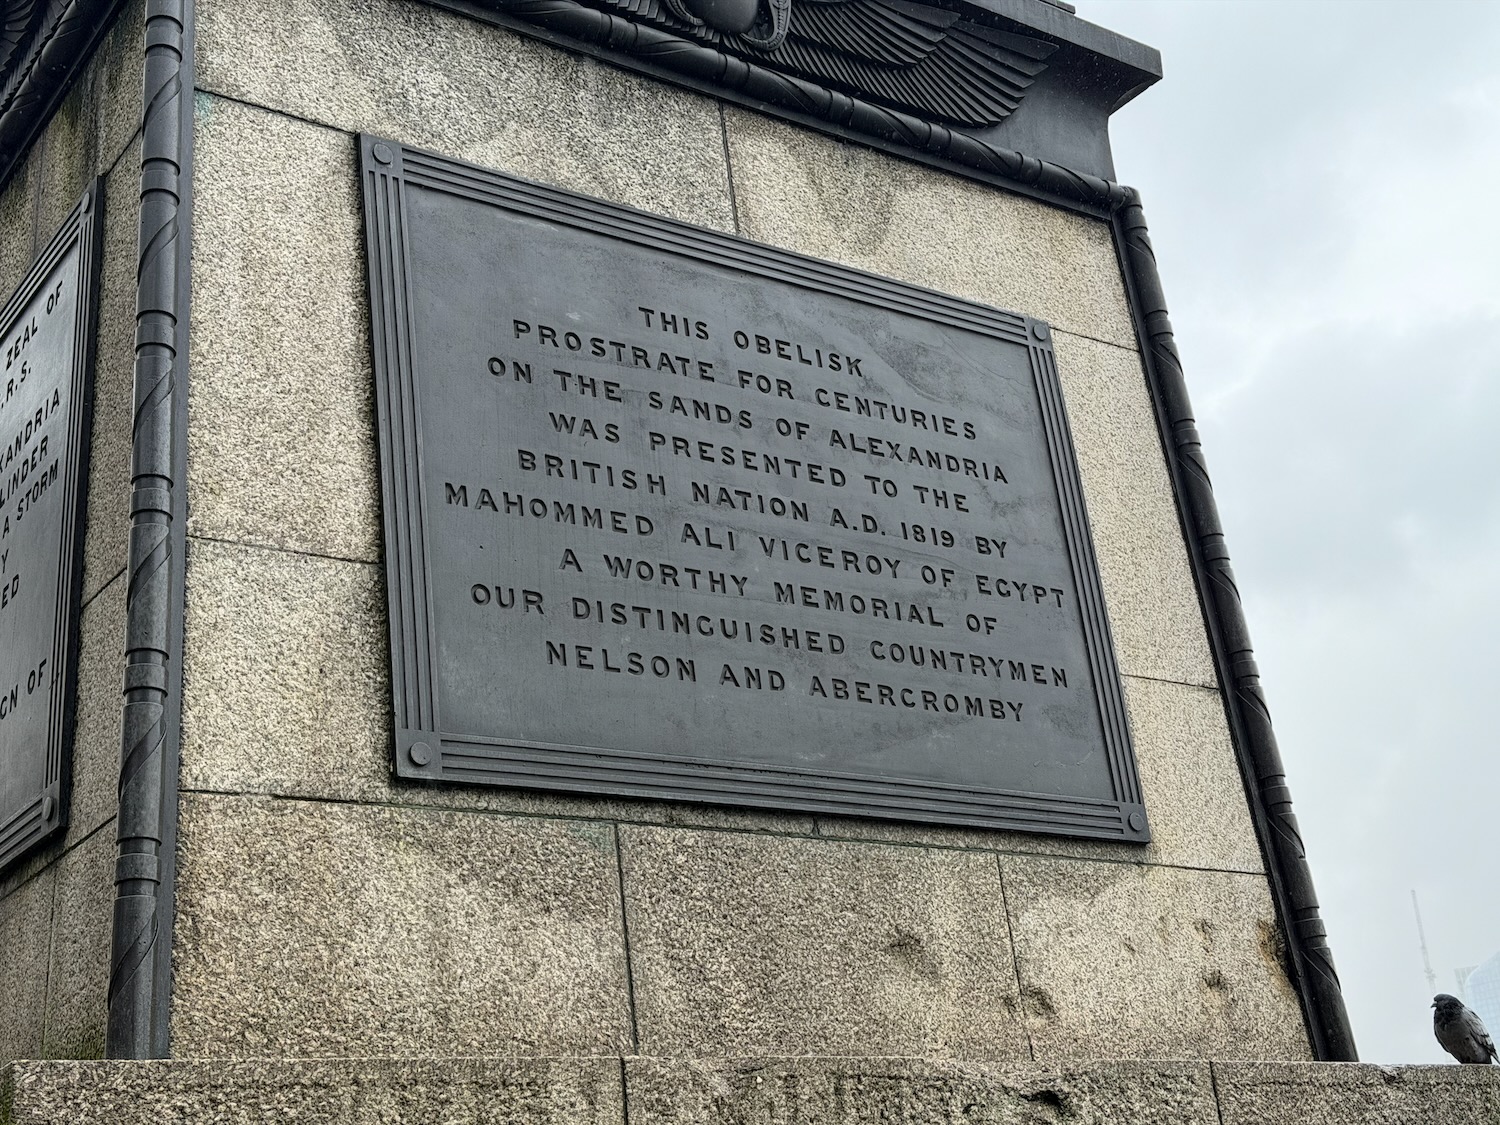 ZEAL OF
.R.S.
XANDRIA
LINDER
A STORM
Y
ED
GN OF
THIS OBELISK
PROSTRATE FOR CENTURIES
ON THE SANDS OF ALEXANDRIA
WAS PRESENTED TO THE
BRITISH NATION A.D. 1819 BY
MAHOMMED ALI VICEROY OF EGYPT
A WORTHY MEMORIAL OF
OUR DISTINGUISHED COUNTRYMEN
NELSON AND ABERCROMBY